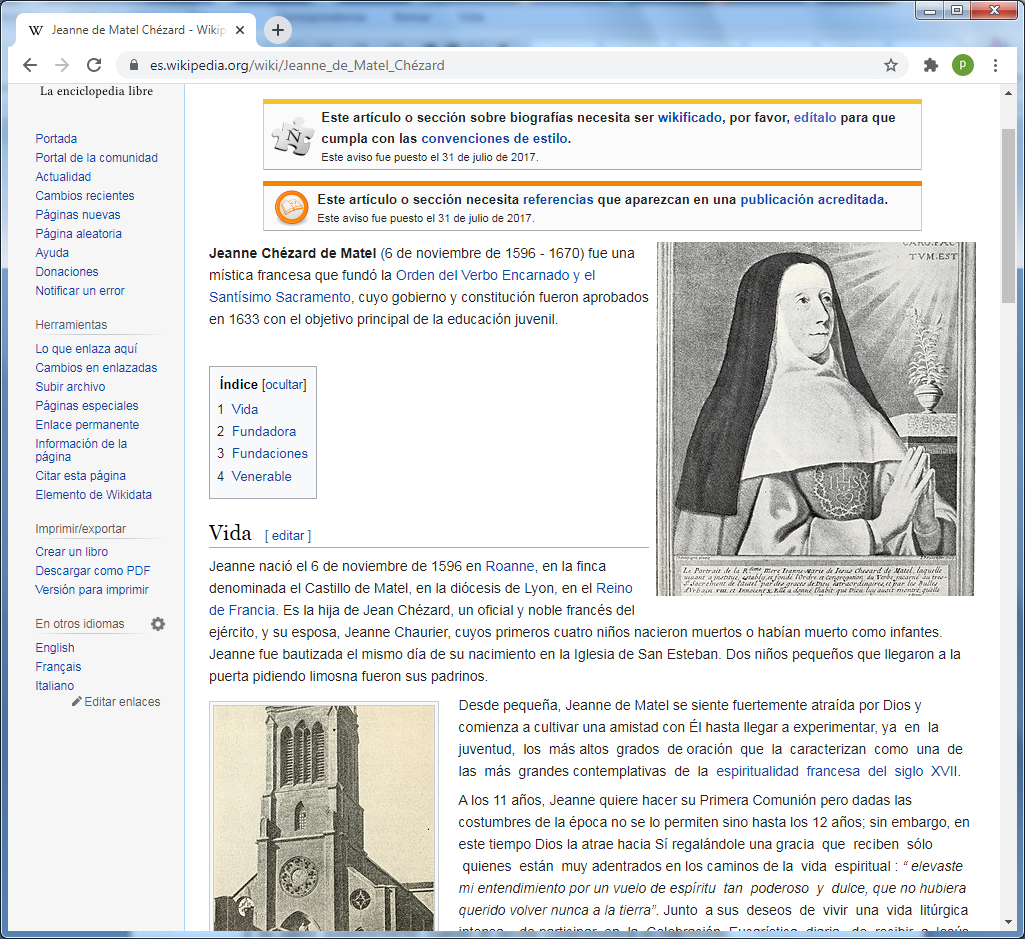 Jeanne de Matel Chézard - Wikip
es.wikipedia.org/wiki/Jeanne_de_Matel_Chézard
P
La enciclopedia libre
Portada
Portal de la comunidad
Actualidad
Cambios recientes
Páginas nuevas
Página aleatoria
Ayuda
Donaciones
Notificar un error
Herramientas
Lo que enlaza aquí
Cambios en enlazadas
Subir archivo
Páginas especiales
Enlace permanente
Información de la
página
Citar esta página
Elemento de Wikidata
Imprimir/exportar
Crear un libro
Descargar como PDF
Versión para imprimir
En otros idiomas
English
Français
Italiano
Editar enlaces
Este artículo o sección sobre biografías necesita ser wikificado, por favor, edítalo para que
cumpla con las convenciones de estilo.
Este aviso fue puesto el 31 de julio de 2017.
Este artículo o sección necesita referencias que aparezcan en una publicación acreditada.
Este aviso fue puesto el 31 de julio de 2017.
Jeanne Chézard de Matel (6 de noviembre de 1596 - 1670) fue una
mística francesa que fundó la Orden del Verbo Encarnado y el
Santísimo Sacramento, cuyo gobierno y constitución fueron aprobados
en 1633 con el objetivo principal de la educación juvenil.
TVM.EST
IHS
Índice [ocultar]
1 Vida
2 Fundadora
3 Fundaciones
4 Venerable
Vida [ editar ]
Jeanne nació el 6 de noviembre de 1596 en Roanne, en la finca
denominada el Castillo de Matel, en la diócesis de Lyon, en el Reino
de Francia. Es la hija de Jean Chézard, un oficial y noble francés del
ejército, y su esposa, Jeanne Chaurier, cuyos primeros cuatro niños nacieron muertos o habían muerto como infantes.
Jeanne fue bautizada el mismo día de su nacimiento en la Iglesia de San Esteban. Dos niños pequeños que llegaron a la
puerta pidiendo limosna fueron sus padrinos.
Desde pequeña, Jeanne de Matel se siente fuertemente atraída por Dios y
comienza a cultivar una amistad con Él hasta llegar a experimentar, ya en la
juventud, los más altos grados de oración que la caracterizan como una de
las más grandes contemplativas de la espiritualidad francesa del siglo XVII.
A los 11 años, Jeanne quiere hacer su Primera Comunión pero dadas las
costumbres de la época no se lo permiten sino hasta los 12 años; sin embargo, en
este tiempo Dios la atrae hacia Sí regalándole una gracia que reciben sólo
quienes están muy adentrados en los caminos de la vida espiritual : “ elevaste
mi entendimiento por un vuelo de espíritu tan poderoso y dulce, que no hubiera
querido volver nunca a la tierra”. Junto a sus deseos de vivir una vida litúrgica
intensa, de participar en la Celebración Eucarística diaria, de recibir a Jesús